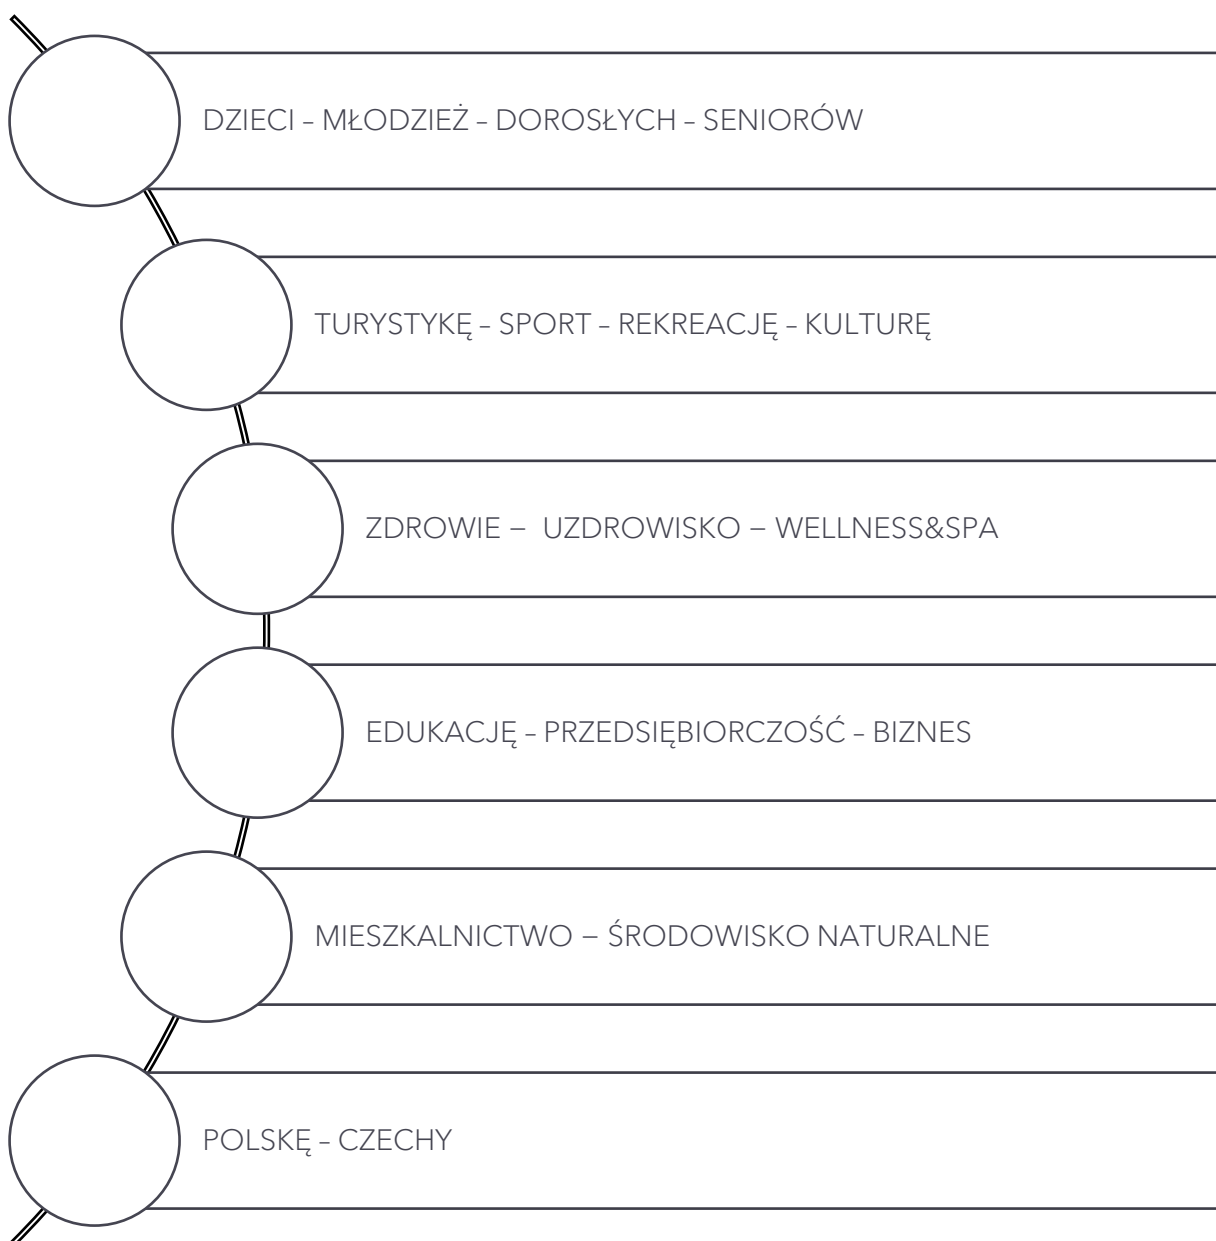 DZIECI – MŁODZIEŻ – DOROSŁYCH – SENIORÓW
TURYSTYKĘ – SPORT – REKREACJĘ – KULTURĘ
ZDROWIE – UZDROWISKO – WELLNESS&SPA
EDUKACJĘ – PRZEDSIĘBIORCZOŚĆ – BIZNES
MIESZKALNICTWO – ŚRODOWISKO NATURALNE
POLSKĘ – CZECHY